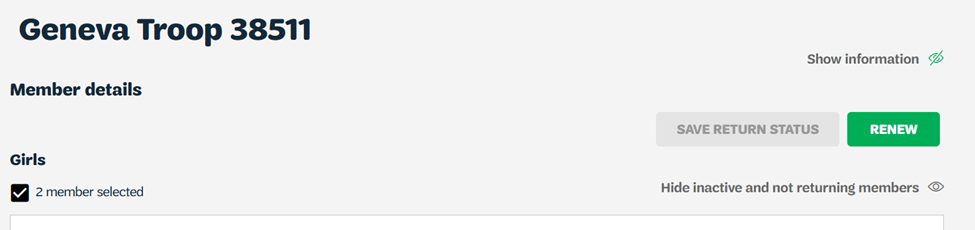 Geneva Troop 38511
Show information
Member details
SAVE RETURN STATUS
RENEW
Girls
2 member selected
Hide inactive and not returning members